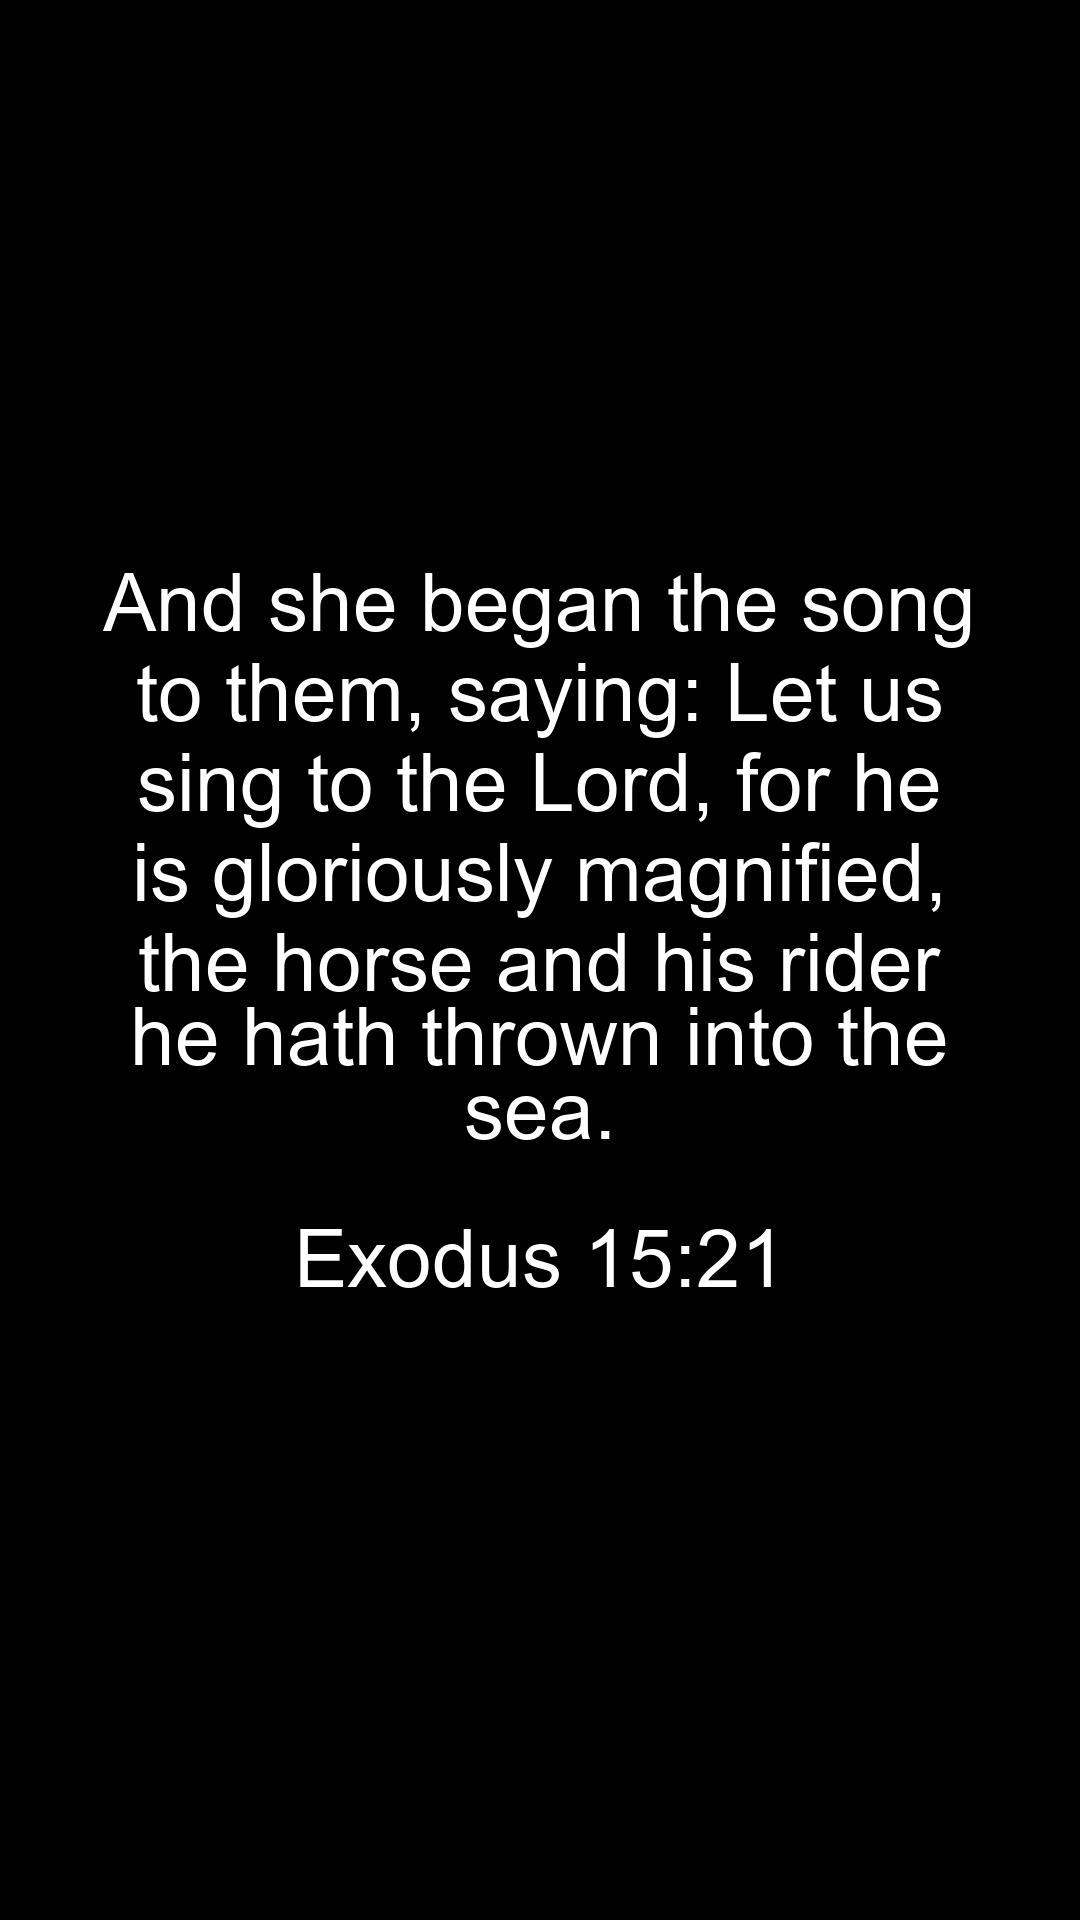 And she began the song
to them, saying: Let us
sing to the Lord, for he
is gloriously magnified,
the horse and his rider
he hath thrown into the
sea.
Exodus 15:21